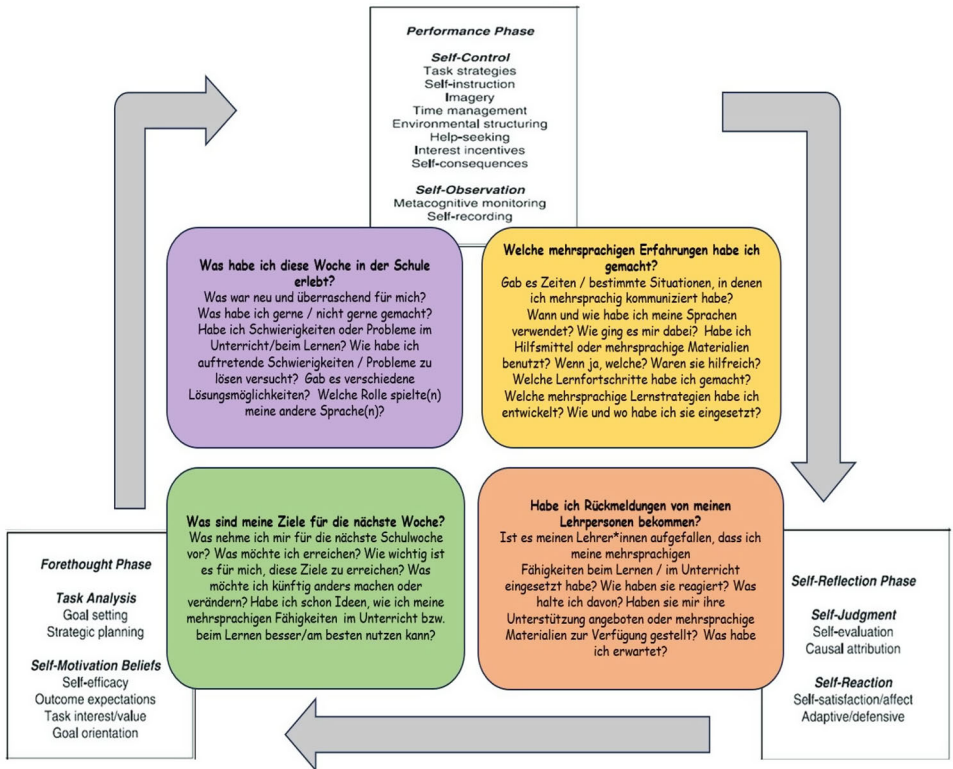 Performance Phase
Self-Control
Task strategies
Self-instruction
Imagery
Time management
Environmental structuring
Help-seeking
Interest incentives
Self-consequences
Self-Observation
Metacognitive monitoring
Self-recording
Was habe ich diese Woche in der Schule
erlebt?
Was war neu und überraschend für mich?
Was habe ich gerne / nicht gerne gemacht?
Habe ich Schwierigkeiten oder Probleme im
Unterricht/beim Lernen? Wie habe ich
auftretende Schwierigkeiten / Probleme zu
lösen versucht? Gab es verschiedene
Lösungsmöglichkeiten? Welche Rolle spielte(n)
meine andere Sprache(n)?
Welche mehrsprachigen Erfahrungen habe ich
gemacht?
Gab es Zeiten / bestimmte Situationen, in denen
ich mehrsprachig kommuniziert habe?
Wann und wie habe ich meine Sprachen
verwendet? Wie ging es mir dabei? Habe ich
Hilfsmittel oder mehrsprachige Materialien
benutzt? Wenn ja, welche? Waren sie hilfreich?
Welche Lernfortschritte habe ich gemacht?
Welche mehrsprachige Lernstrategien habe ich
entwickelt? Wie und wo habe ich sie eingesetzt?
Was sind meine Ziele für die nächste Woche?
Was nehme ich mir für die nächste Schulwoche
vor? Was möchte ich erreichen? Wie wichtig ist
es für mich, diese Ziele zu erreichen? Was
möchte ich künftig anders machen oder
verändern? Habe ich schon Ideen, wie ich meine
mehrsprachigen Fähigkeiten im Unterricht bzw.
beim Lernen besser/am besten nutzen kann?
Habe ich Rückmeldungen von meinen
Lehrpersonen bekommen?
Ist es meinen Lehrer*innen aufgefallen, dass ich
meine mehrsprachigen
Fähigkeiten beim Lernen / im Unterricht
eingesetzt habe? Wie haben sie reagiert? Was
halte ich davon? Haben sie mir ihre
Unterstützung angeboten oder mehrsprachige
Materialien zur Verfügung gestellt? Was habe
ich erwartet?
Forethought Phase
Task Analysis
Goal setting
Strategic planning
Self-Motivation Beliefs
Self-efficacy
Outcome expectations
Task interest/value
Goal orientation
Self-Reflection Phase
Self-Judgment
Self-evaluation
Causal attribution
Self-Reaction
Self-satisfaction/affect
Adaptive/defensive